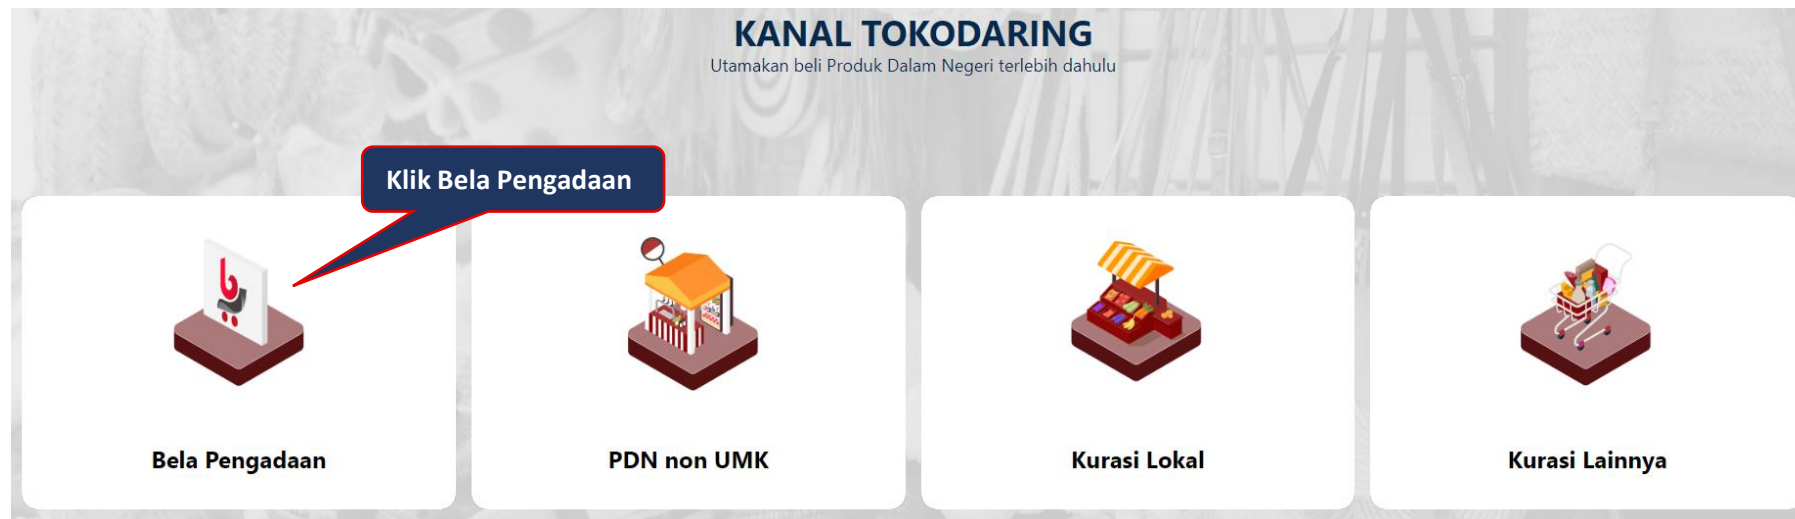 KANAL TOKODARING
Utamakan beli Produk Dalam Negeri terlebih dahulu
Klik Bela Pengadaan
Bela Pengadaan
PDN non UMK
Kurasi Lokal
Kurasi Lainnya